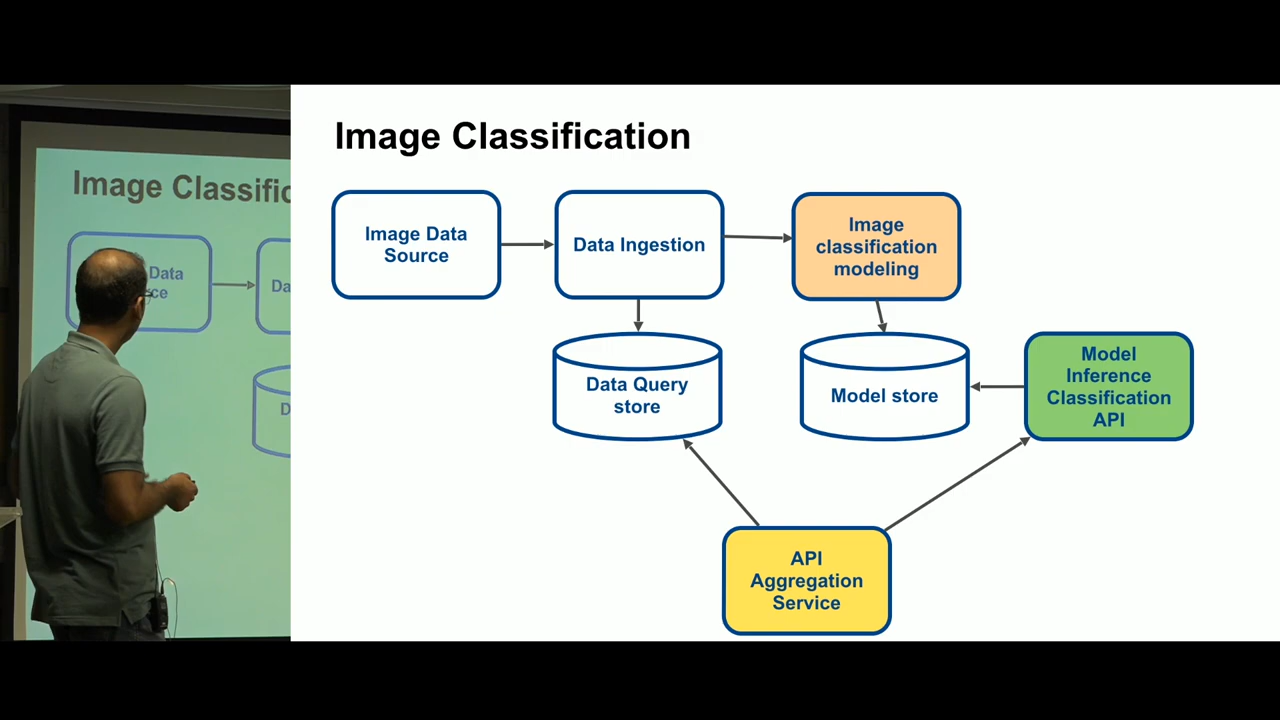 Image Classification
Image Data
Source
Data Ingestion
Image
classification
modeling
Data Query
store
Model store
Model
Inference
Classification
API
API
Aggregation
Service
Image Classific
Data
ce
Da
D